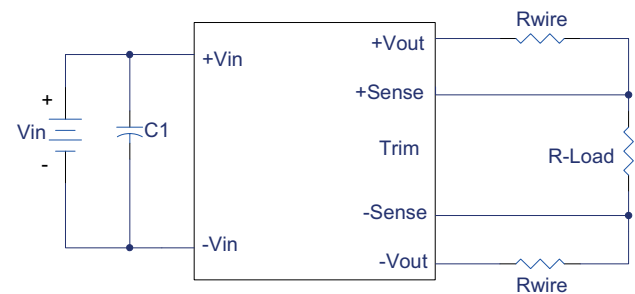 Rwire
+Vout
+Vin
+Sense
+
Vin
C1
Trim
R-Load
-
-Sense
-Vin
-Vout
Rwire